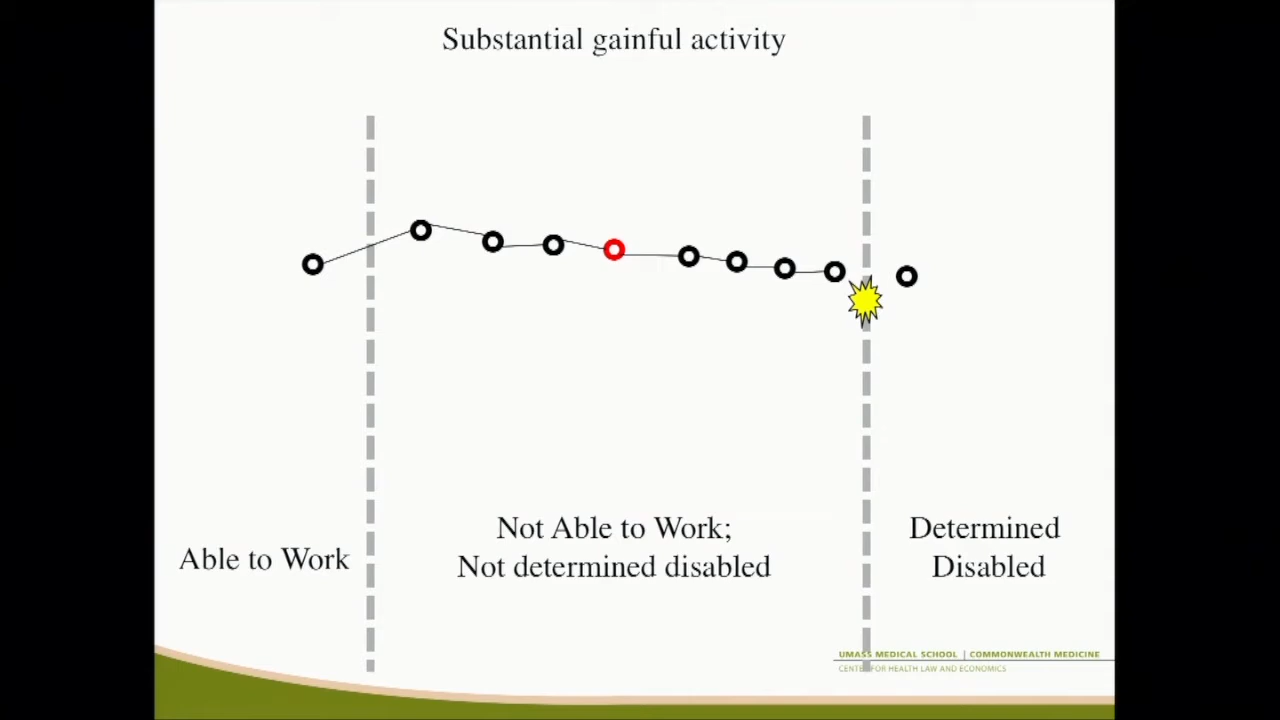 Substantial gainful activity
Able to Work
Not Able to Work;
Not determined disabled
Determined
Disabled
UMASS MEDICAL SCHOOL | COMMONWEALTH MEDICINE
CENTER FOR HEALTH LAW AND ECONOMICS